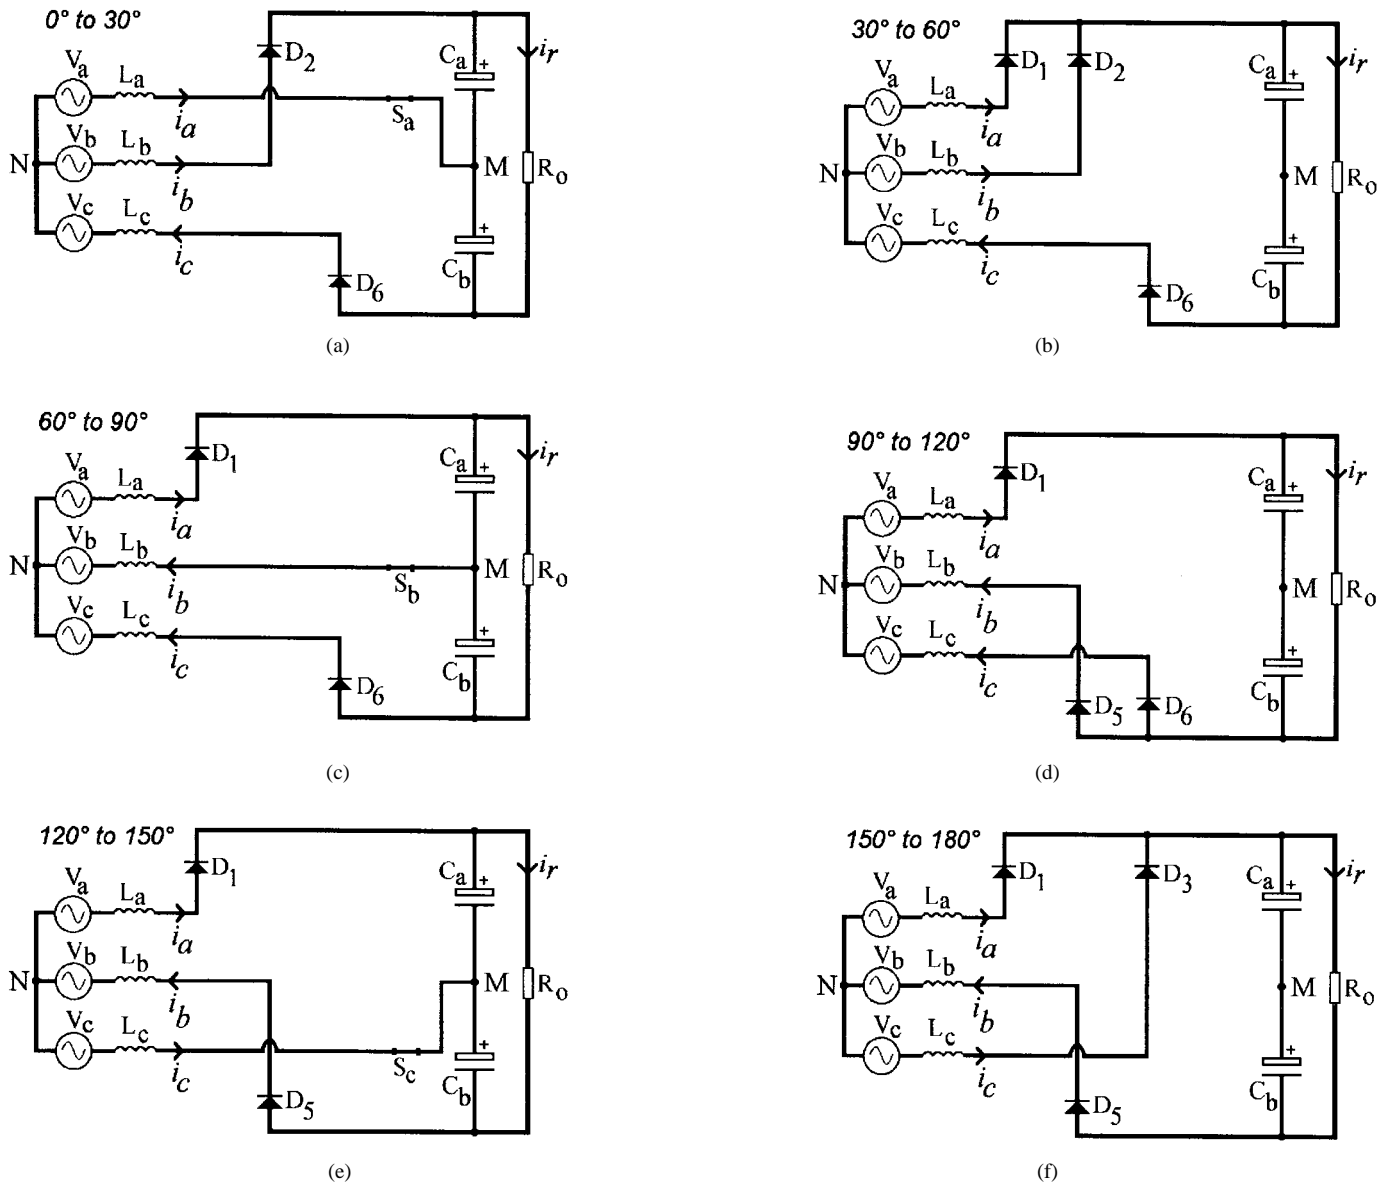 0° to 30°
D2
Ca
+
ir
Va
La
ia
Sa
N
Vb
Lb
ib
M
Ro
Vc
Lc
ic
+
Cb
D6
(a)
30° to 60°
D1
D2
Ca
+
ir
Va
La
ia
N
Vb
Lb
ib
M
Ro
Vc
Lc
ic
+
Cb
D6
(b)
60° to 90°
D1
Ca
+
ir
Va
La
ia
N
Vb
Lb
ib
Sb
M
Ro
Vc
Lc
ic
+
Cb
D6
(c)
90° to 120°
D1
Ca
+
ir
Va
La
ia
N
Vb
Lb
ib
M
Ro
Vc
Lc
ic
+
Cb
D5
D6
(d)
120° to 150°
D1
Ca
+
ir
Va
La
ia
N
Vb
Lb
ib
M
Ro
Vc
Lc
ic
Sc
+
Cb
D5
(e)
150° to 180°
D1
D3
Ca
+
ir
Va
La
ia
N
Vb
Lb
ib
M
Ro
Vc
Lc
ic
+
Cb
D5
(f)